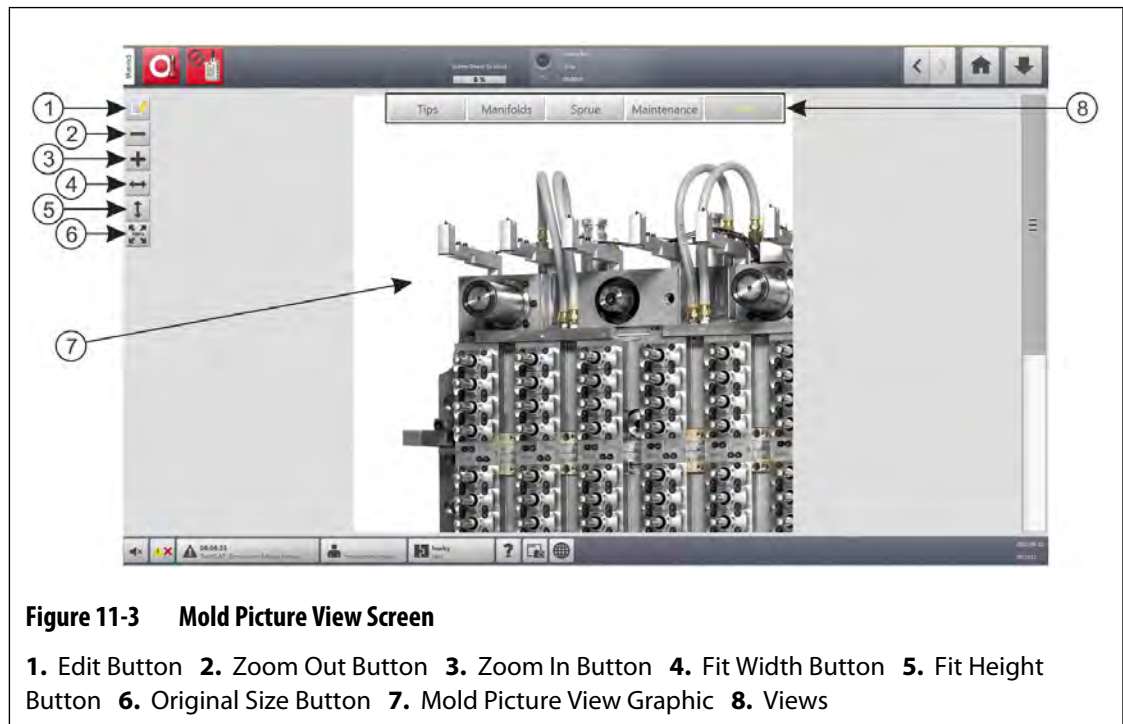 Tips Manifolds Sprue Maintenance
1
2
3
4
5
6
7
8
Figure 11-3 Mold Picture View Screen
1. Edit Button 2. Zoom Out Button 3. Zoom In Button 4. Fit Width Button 5. Fit Height
Button 6. Original Size Button 7. Mold Picture View Graphic 8. Views